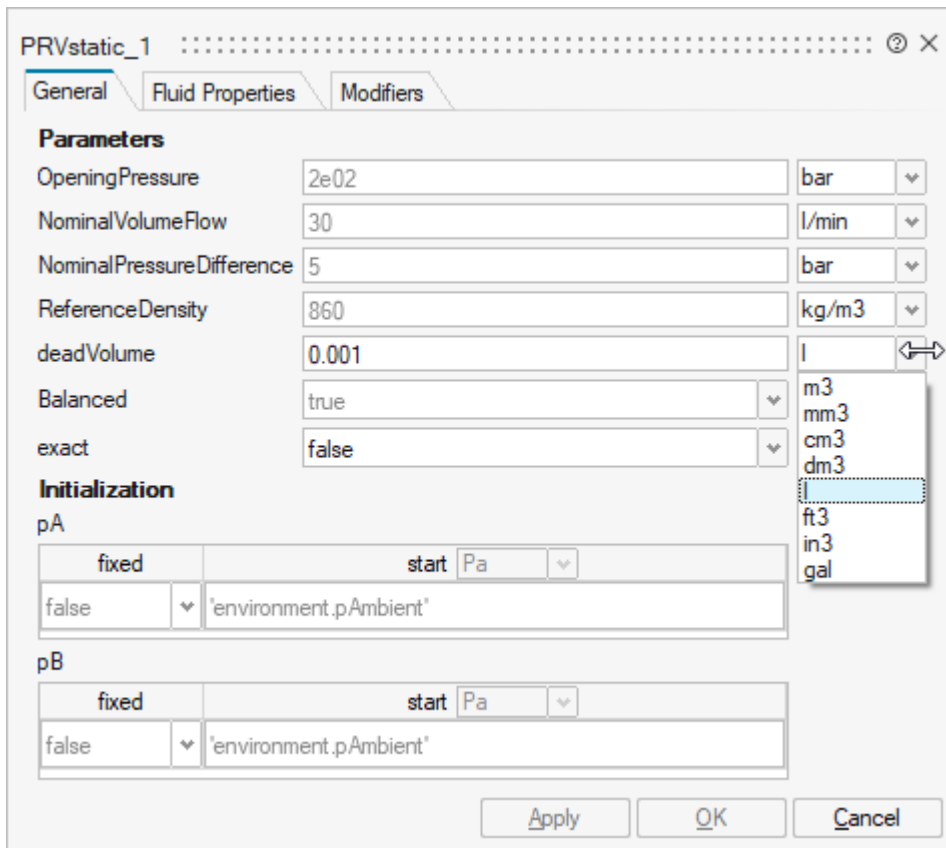 PRVstatic_1
General Fluid Properties Modifiers
Parameters
OpeningPressure 2e02 bar
NominalVolumeFlow 30 l/min
NominalPressureDifference 5 bar
ReferenceDensity 860 kg/m3
deadVolume 0.001 l
m3
Balanced true
mm3
cm3
exact false
dm3
Initialization
l
pA
ft3
in3
fixed start Pa
gal
false 'environment.pAmbient'
pB
fixed start Pa
false 'environment.pAmbient'
Apply OK Cancel